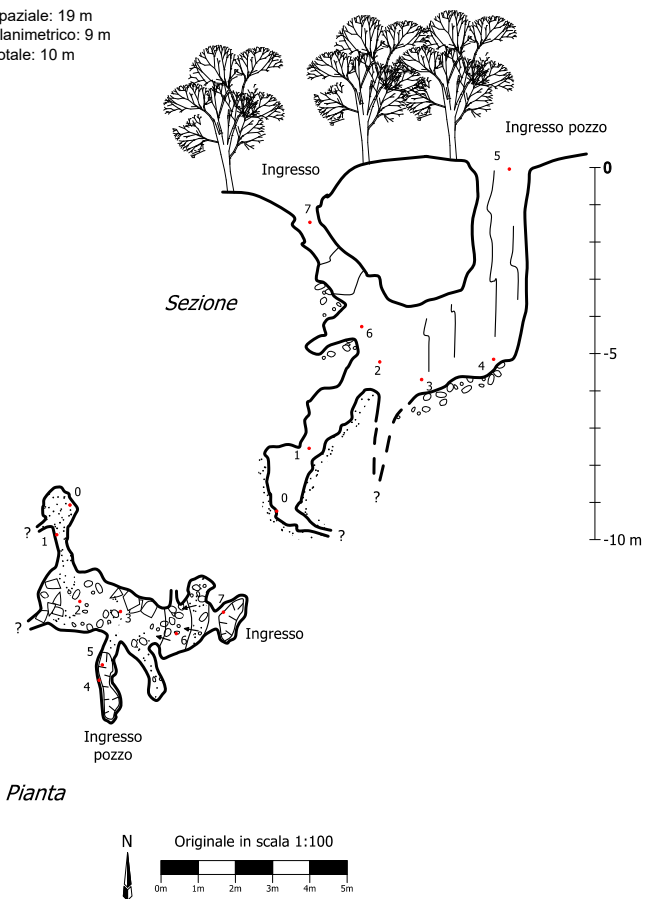 paziale: 19 m
lanimetrico: 9 m
otale: 10 m
Ingresso pozzo
5
0
Ingresso
7
Sezione
6
2
4
3
-5
1
0
?
?
-10 m
0
?
1
2
3
7
?
6
Ingresso
5
4
Ingresso
pozzo
Pianta
N
Originale in scala 1:100
0m 1m 2m 3m 4m 5m